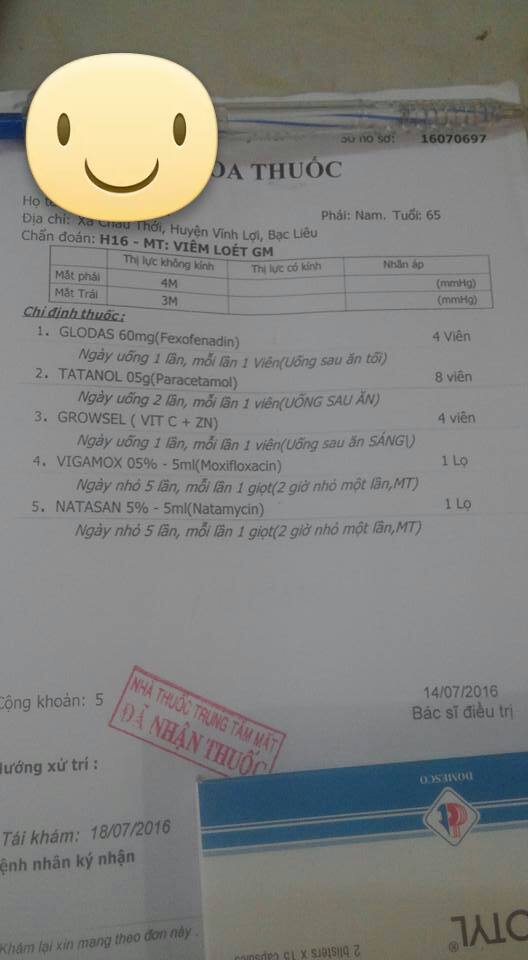 Số hồ sơ: 16070697
THUỐC
Họ
Địa chỉ: Xã Châu Thới, Huyện Vĩnh Lợi, Bạc Liêu
Phái: Nam. Tuổi: 65
Chẩn đoán: H16 - MT: VIÊM LOÉT GM
Thị lực không kính Thị lực có kính Nhãn áp
Mắt phải 4M (mmHg)
Mắt Trái 3M (mmHg)
Chỉ định thuốc:
1. GLODAS 60mg(Fexofenadin) 4 Viên
Ngày uống 1 lần, mỗi lần 1 Viên(Uống sau ăn tối)
2. TATANOL 05g(Paracetamol) 8 viên
Ngày uống 2 lần, mỗi lần 1 viên(UỐNG SAU ĂN)
3. GROWSEL ( VIT C + ZN) 4 viên
Ngày uống 1 lần, mỗi lần 1 viên(Uống sau ăn SÁNG\)
4. VIGAMOX 05% - 5ml(Moxifloxacin) 1 Lọ
Ngày nhỏ 5 lần, mỗi lần 1 giọt(2 giờ nhỏ một lần,MT)
5. NATASAN 5% - 5ml(Natamycin) 1 Lọ
Ngày nhỏ 5 lần, mỗi lần 1 giọt(2 giờ nhỏ một lần,MT)
Cộng khoản: 5
NHÀ THUỐC TRUNG TÂM MẮT
ĐÃ NHẬN THUỐC
14/07/2016
Bác sĩ điều trị
Hướng xử trí :
DOMESCO
Tái khám: 18/07/2016
ệnh nhân ký nhận
OTYL®
2 blisters x 15 capsules
Khám lại xin mang theo đơn này .